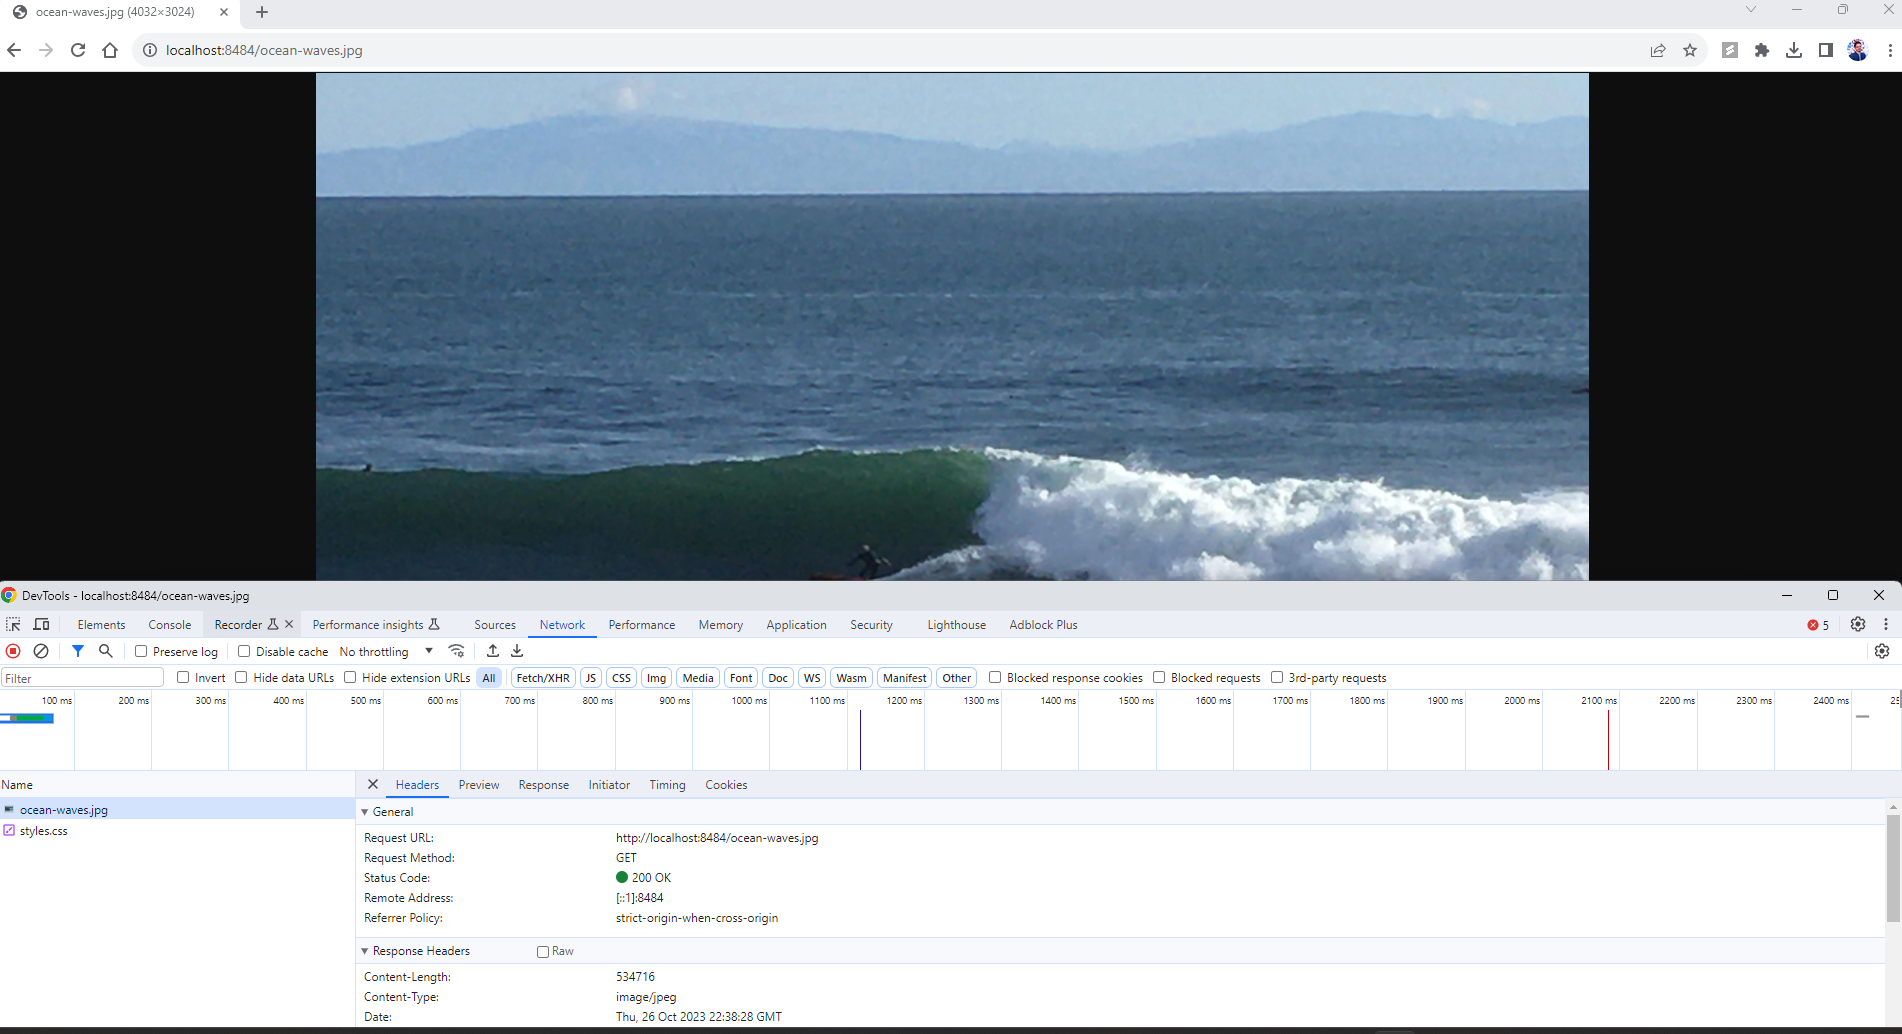 ocean-waves.jpg (4032×3024)
localhost:8484/ocean-waves.jpg
DevTools - localhost:8484/ocean-waves.jpg
Elements Console Recorder Performance insights Sources Network Performance Memory Application Security Lighthouse Adblock Plus 5
Preserve log Disable cache No throttling
Filter Invert Hide data URLs Hide extension URLs All Fetch/XHR JS CSS Img Media Font Doc WS Wasm Manifest Other Blocked response cookies Blocked requests 3rd-party requests
100 ms 200 ms 300 ms 400 ms 500 ms 600 ms 700 ms 800 ms 900 ms 1000 ms 1100 ms 1200 ms 1300 ms 1400 ms 1500 ms 1600 ms 1700 ms 1800 ms 1900 ms 2000 ms 2100 ms 2200 ms 2300 ms 2400 ms
Name Headers Preview Response Initiator Timing Cookies
ocean-waves.jpg General
styles.css
Request URL: http://localhost:8484/ocean-waves.jpg
Request Method: GET
Status Code: 200 OK
Remote Address: [::1]:8484
Referrer Policy: strict-origin-when-cross-origin
Response Headers Raw
Content-Length: 534716
Content-Type: image/jpeg
Date: Thu, 26 Oct 2023 22:38:28 GMT